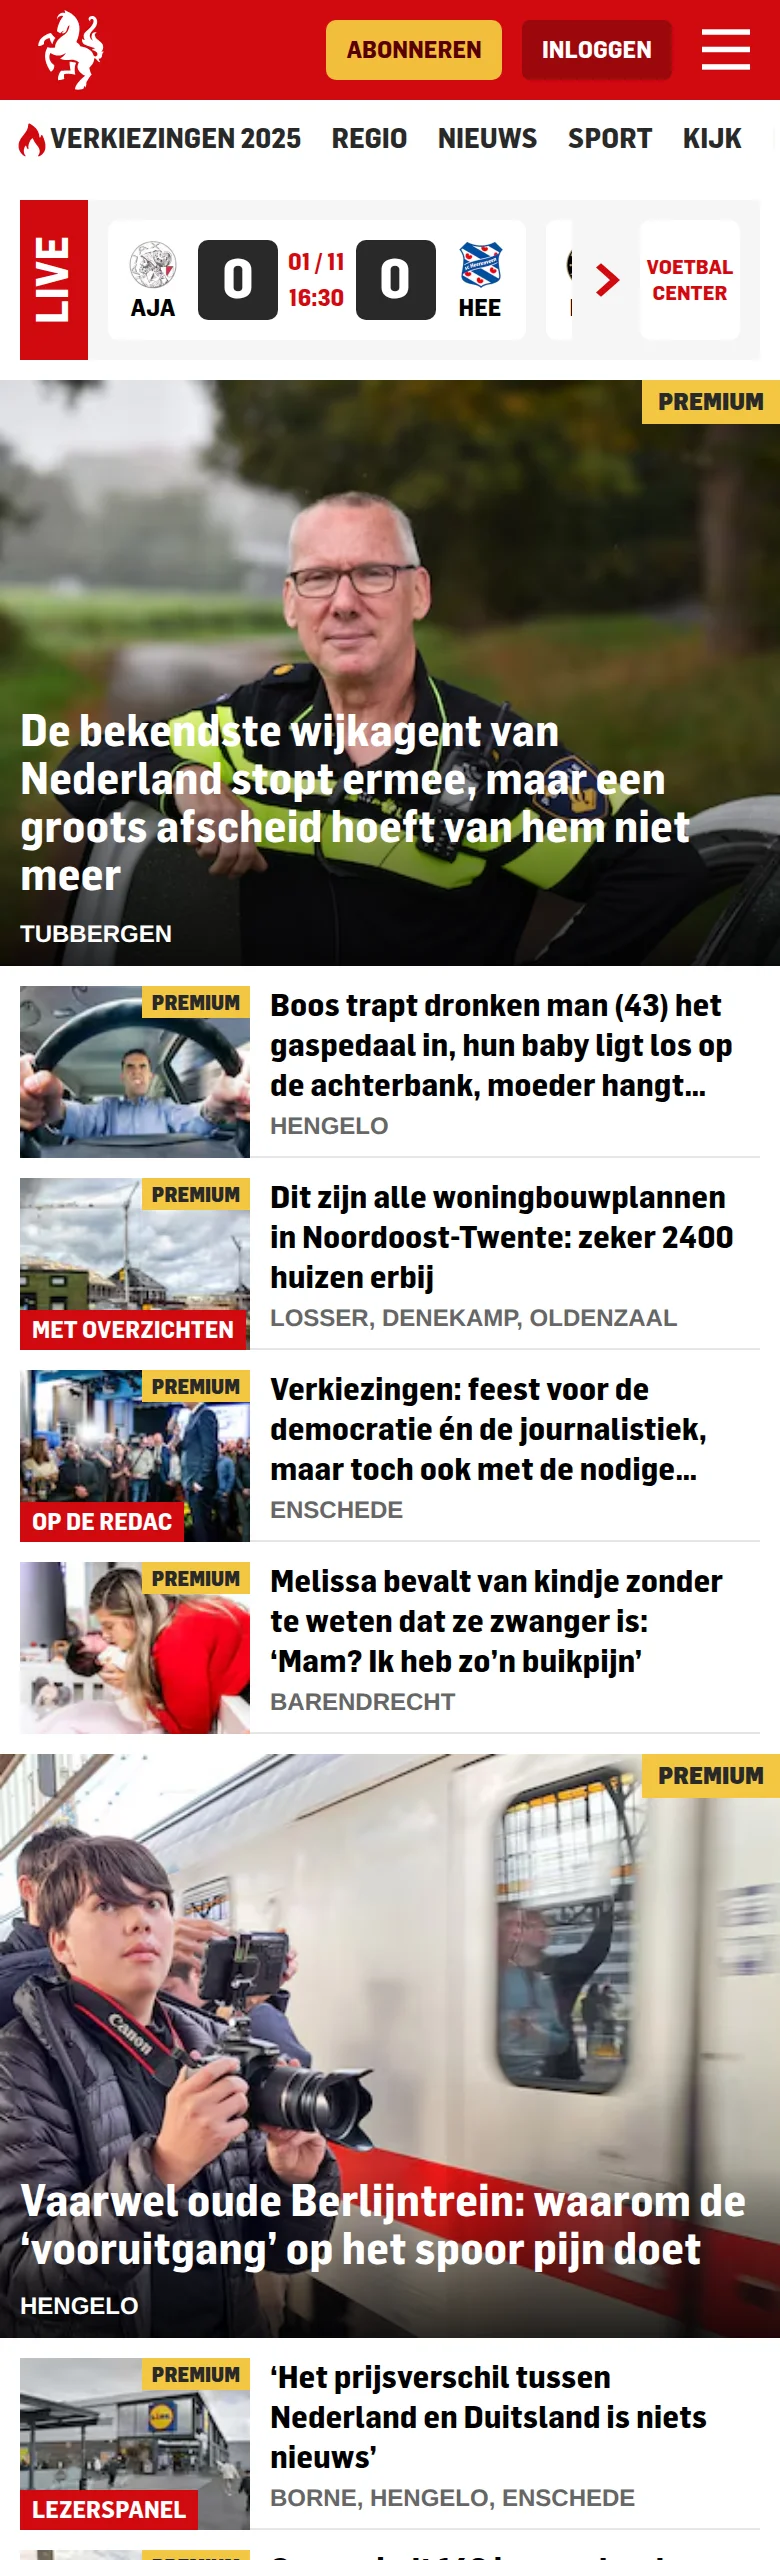 ABONNEREN
INLOGGEN
VERKIEZINGEN 2025
REGIO
NIEUWS
SPORT
KIJK
LIVE
AJA
0
01 / 11
16:30
0
HEE
VOETBAL
CENTER
PREMIUM
De bekendste wijkagent van
Nederland stopt ermee, maar een
groots afscheid hoeft van hem niet
meer
TUBBERGEN
PREMIUM
Boos trapt dronken man (43) het
gaspedaal in, hun baby ligt los op
de achterbank, moeder hangt...
HENGELO
PREMIUM
MET OVERZICHTEN
Dit zijn alle woningbouwplannen
in Noordoost-Twente: zeker 2400
huizen erbij
LOSSER, DENEKAMP, OLDENZAAL
PREMIUM
OP DE REDAC
Verkiezingen: feest voor de
democratie én de journalistiek,
maar toch ook met de nodige...
ENSCHEDE
PREMIUM
Melissa bevalt van kindje zonder
te weten dat ze zwanger is:
‘Mam? Ik heb zo’n buikpijn’
BARENDRECHT
PREMIUM
Canon
Vaarwel oude Berlijntrein: waarom de
‘vooruitgang’ op het spoor pijn doet
HENGELO
PREMIUM
LEZERSPANEL
‘Het prijsverschil tussen
Nederland en Duitsland is niets
nieuws’
BORNE, HENGELO, ENSCHEDE